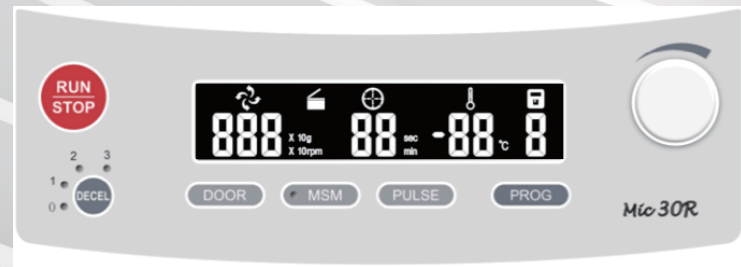 RUN
STOP
888 X 10g
X 10rpm
88 sec
min
-88 °C
8
2 3
1
0
DECEL
DOOR MSM PULSE PROG
Mic 30R